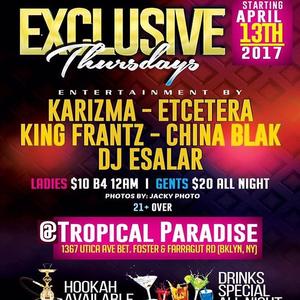 STARTING
APRIL
13TH
2017
EXCLUSIVE
Thursdays
ENTERTAINMENT BY
KARIZMA - ETCETERA
KING FRANTZ - CHINA BLAK
DJ ESALAR
LADIES $10 B4 12AM I GENTS $20 ALL NIGHT
PHOTOS BY: JACKY PHOTO
21+ OVER
@TROPICAL PARADISE
1367 UTICA AVE BET. FOSTER & FARRAGUT RD (BKLYN, NY)
HOOKAH
AVAILABLE
DRINKS
SPECIAL
ALL NIGHT